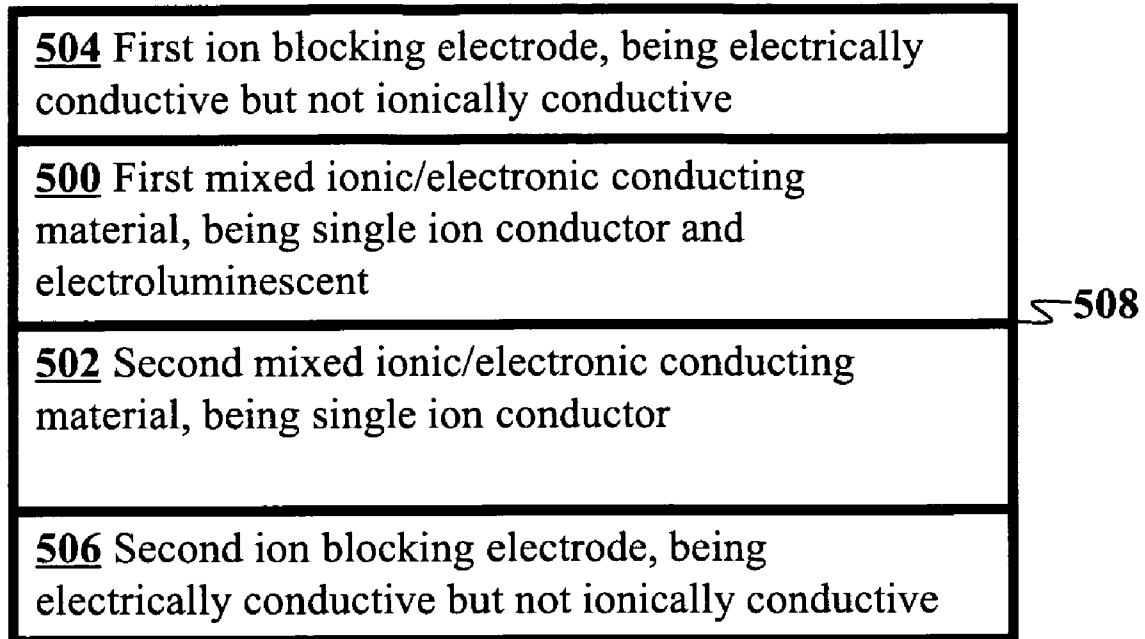 504 First ion blocking electrode, being electrically
conductive but not ionically conductive
500 First mixed ionic/electronic conducting
material, being single ion conductor and
electroluminescent
508
502 Second mixed ionic/electronic conducting
material, being single ion conductor
506 Second ion blocking electrode, being
electrically conductive but not ionically conductive